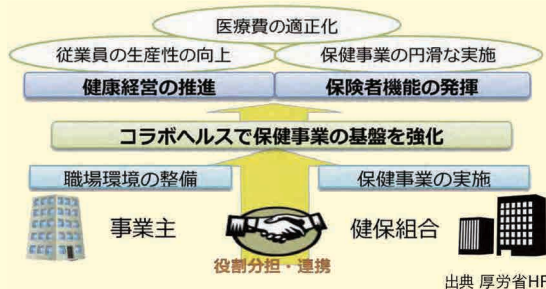 医療費の適正化
従業員の生産性の向上
保健事業の円滑な実施
健康経営の推進
保険者機能の発揮
コラボヘルスで保健事業の基盤を強化
職場環境の整備
保健事業の実施
事業主
健保組合
役割分担・連携
出典 厚労省HP